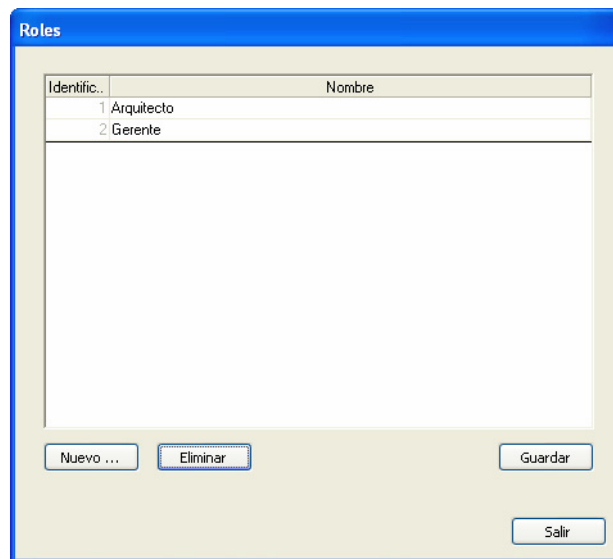 Roles
Identific.. Nombre
1 Arquitecto
2 Gerente
Nuevo ... Eliminar Guardar
Salir